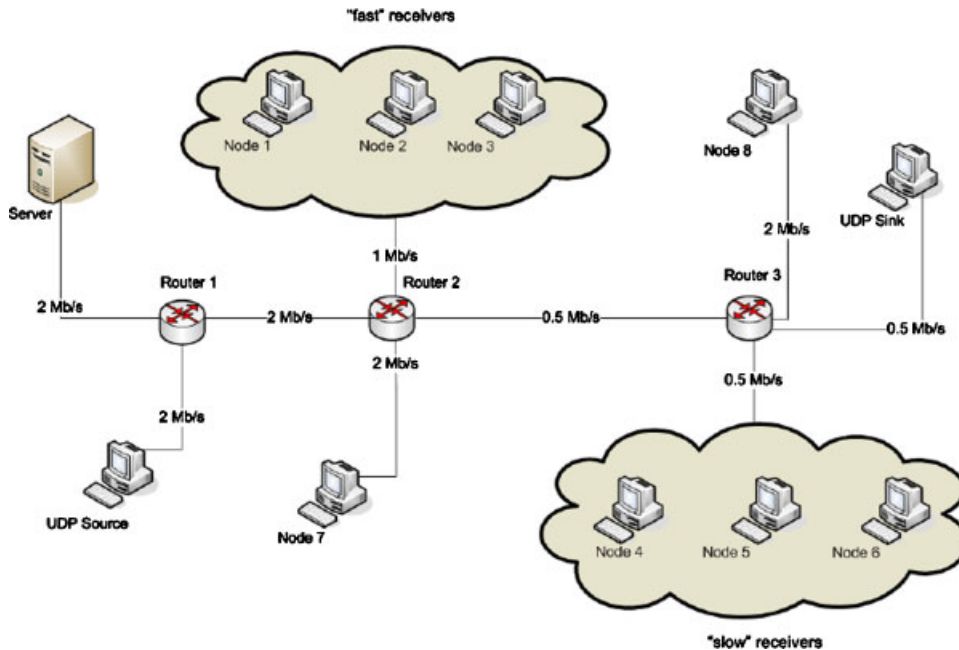 "fast" receivers
Node 1
Node 2
Node 3
Node 8
Server
UDP Sink
1 Mb/s
2 Mb/s
Router 1
Router 2
Router 3
2 Mb/s
2 Mb/s
0.5 Mb/s
0.5 Mb/s
2 Mb/s
0.5 Mb/s
2 Mb/s
UDP Source
Node 7
Node 4
Node 5
Node 6
"slow" receivers